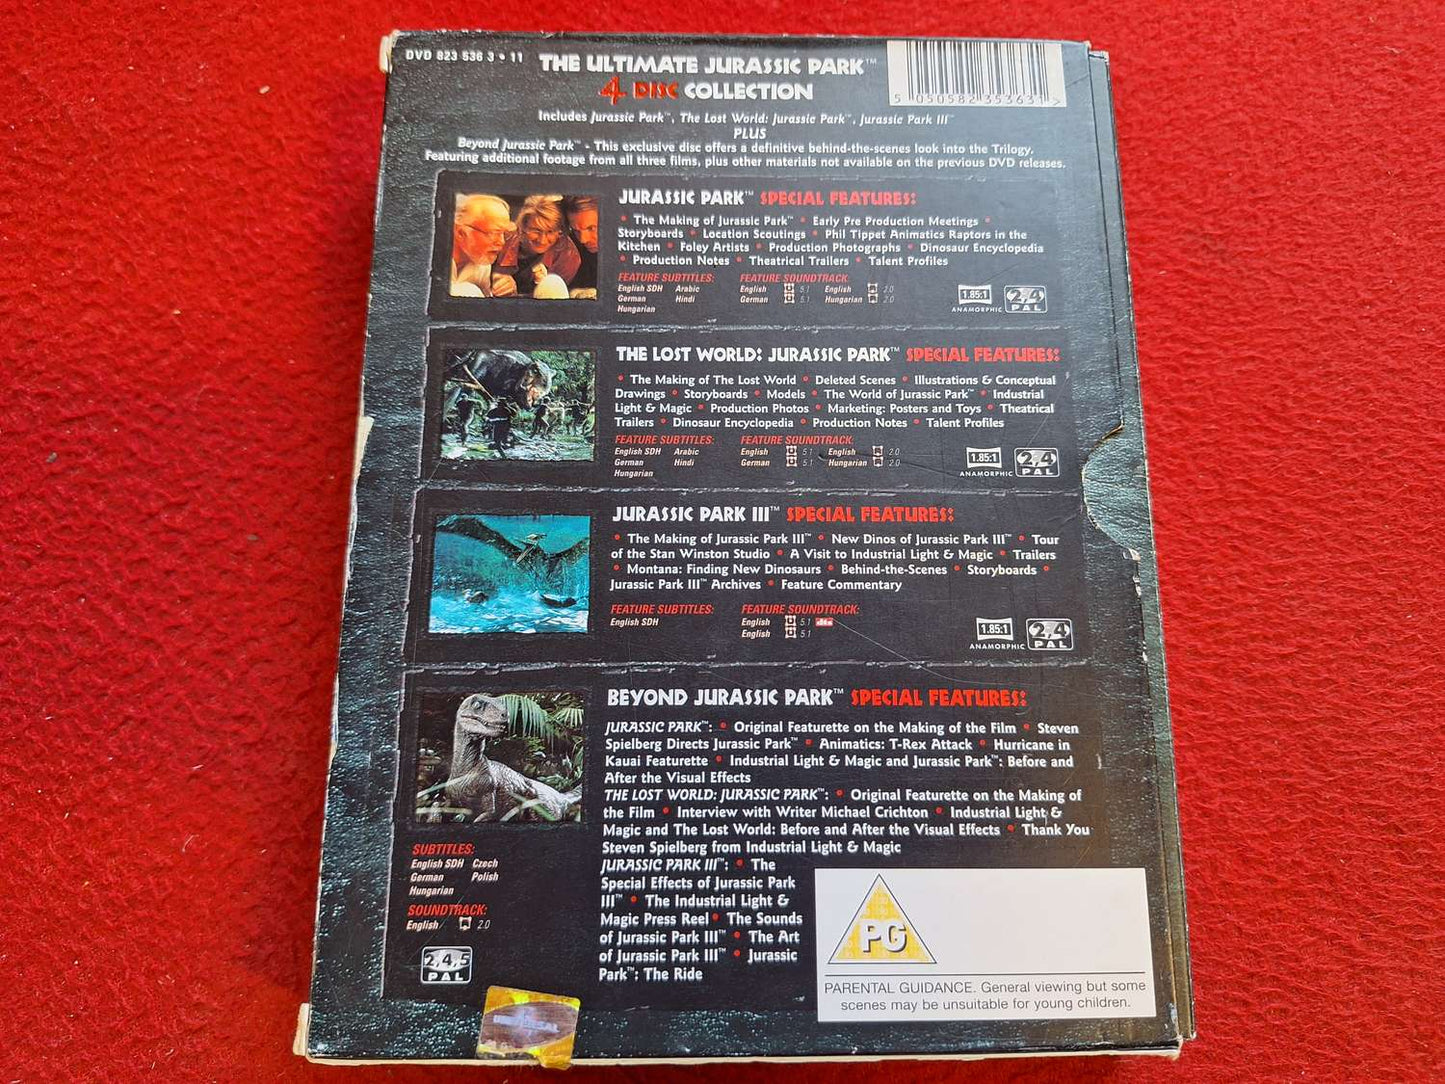 DVD 823 536 3 • 11
THE ULTIMATE JURASSIC PARK™
4 DISC COLLECTION
5 050582 353631 >
Includes Jurassic Park™, The Lost World: Jurassic Park™, Jurassic Park III™
PLUS
Beyond Jurassic Park™ - This exclusive disc offers a definitive behind-the-scenes look into the Trilogy.
Featuring additional footage from all three films, plus other materials not available on the previous DVD releases.
JURASSIC PARK™ SPECIAL FEATURES:
• The Making of Jurassic Park™ • Early Pre Production Meetings •
Storyboards • Location Scoutings • Phil Tippet Animatics Raptors in the
Kitchen • Foley Artists • Production Photographs • Dinosaur Encyclopedia
• Production Notes • Theatrical Trailers • Talent Profiles
FEATURE SUBTITLES: FEATURE SOUNDTRACK:
English SDH Arabic English 5.1 English 2.0
German Hindi German 5.1 Hungarian 2.0
Hungarian
1.85:1
ANAMORPHIC
2,4
PAL
THE LOST WORLD: JURASSIC PARK™ SPECIAL FEATURES:
• The Making of The Lost World • Deleted Scenes • Illustrations & Conceptual
Drawings • Storyboards • Models • The World of Jurassic Park™ • Industrial
Light & Magic • Production Photos • Marketing: Posters and Toys • Theatrical
Trailers • Dinosaur Encyclopedia • Production Notes • Talent Profiles
FEATURE SUBTITLES: FEATURE SOUNDTRACK:
English SDH Arabic English 5.1 English 2.0
German Hindi German 5.1 Hungarian 2.0
Hungarian
1.85:1
ANAMORPHIC
2,4
PAL
JURASSIC PARK III™ SPECIAL FEATURES:
• The Making of Jurassic Park III™ • New Dinos of Jurassic Park III™ • Tour
of the Stan Winston Studio • A Visit to Industrial Light & Magic • Trailers
• Montana: Finding New Dinosaurs • Behind-the-Scenes • Storyboards •
Jurassic Park III™ Archives • Feature Commentary
FEATURE SUBTITLES: FEATURE SOUNDTRACK:
English SDH English 5.1 dts
English 5.1
1.85:1
ANAMORPHIC
2,4
PAL
BEYOND JURASSIC PARK™ SPECIAL FEATURES:
JURASSIC PARK™: • Original Featurette on the Making of the Film • Steven
Spielberg Directs Jurassic Park™ • Animatics: T-Rex Attack • Hurricane in
Kauai Featurette • Industrial Light & Magic and Jurassic Park™: Before and
After the Visual Effects
THE LOST WORLD: JURASSIC PARK™: • Original Featurette on the Making of
the Film • Interview with Writer Michael Crichton • Industrial Light &
Magic and The Lost World: Before and After the Visual Effects • Thank You
Steven Spielberg from Industrial Light & Magic
JURASSIC PARK III™: • The
Special Effects of Jurassic Park
III™ • The Industrial Light &
Magic Press Reel • The Sounds
of Jurassic Park III™ • The Art
of Jurassic Park III™ • Jurassic
Park™: The Ride
SUBTITLES:
English SDH Czech
German Polish
Hungarian
SOUNDTRACK:
English 2.0
2,4,5
PAL
PG
PARENTAL GUIDANCE. General viewing but some
scenes may be unsuitable for young children.